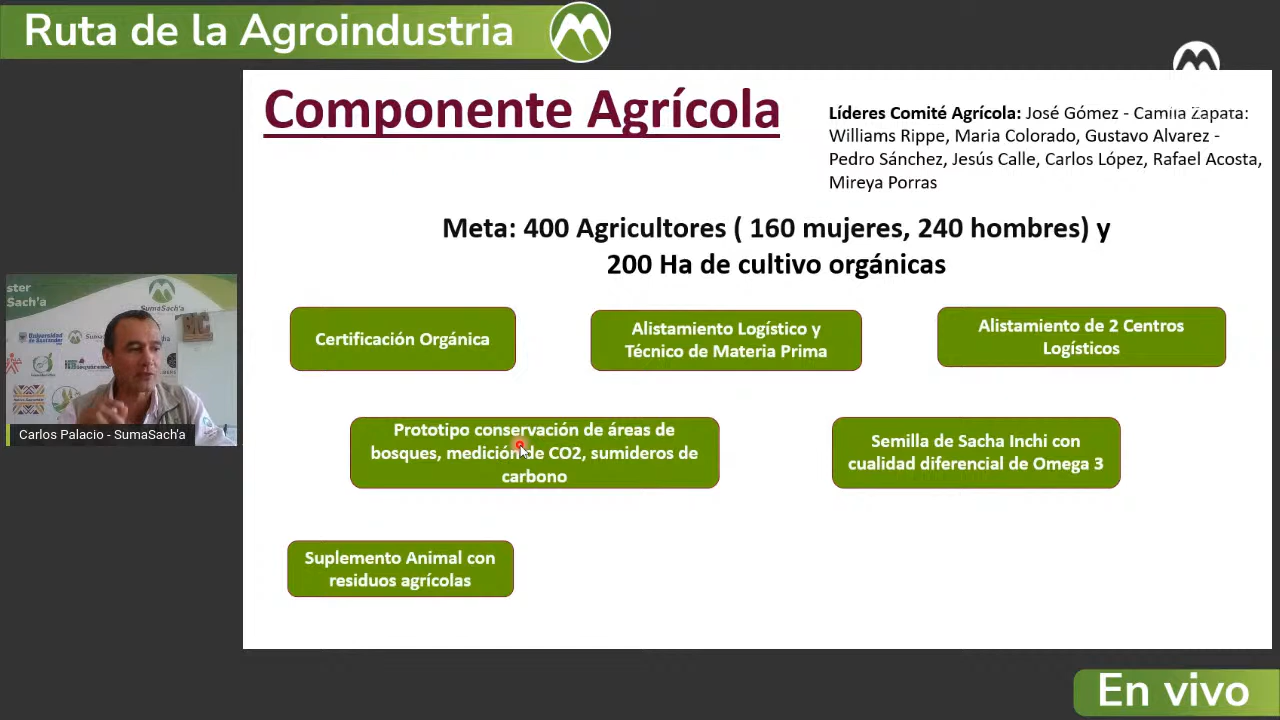 Ruta de la Agroindustria
Componente Agrícola
Líderes Comité Agrícola: José Gómez - Camila Zapata:
Williams Rippe, Maria Colorado, Gustavo Alvarez -
Pedro Sánchez, Jesús Calle, Carlos López, Rafael Acosta,
Mireya Porras
Meta: 400 Agricultores ( 160 mujeres, 240 hombres) y
200 Ha de cultivo orgánicas
Certificación Orgánica
Alistamiento Logístico y
Técnico de Materia Prima
Alistamiento de 2 Centros
Logísticos
Prototipo conservación de áreas de
bosques, medición de CO2, sumideros de
carbono
Semilla de Sacha Inchi con
cualidad diferencial de Omega 3
Suplemento Animal con
residuos agrícolas
ster
Sach'a
SumaSach'a
Carlos Palacio - SumaSach'a
En vivo